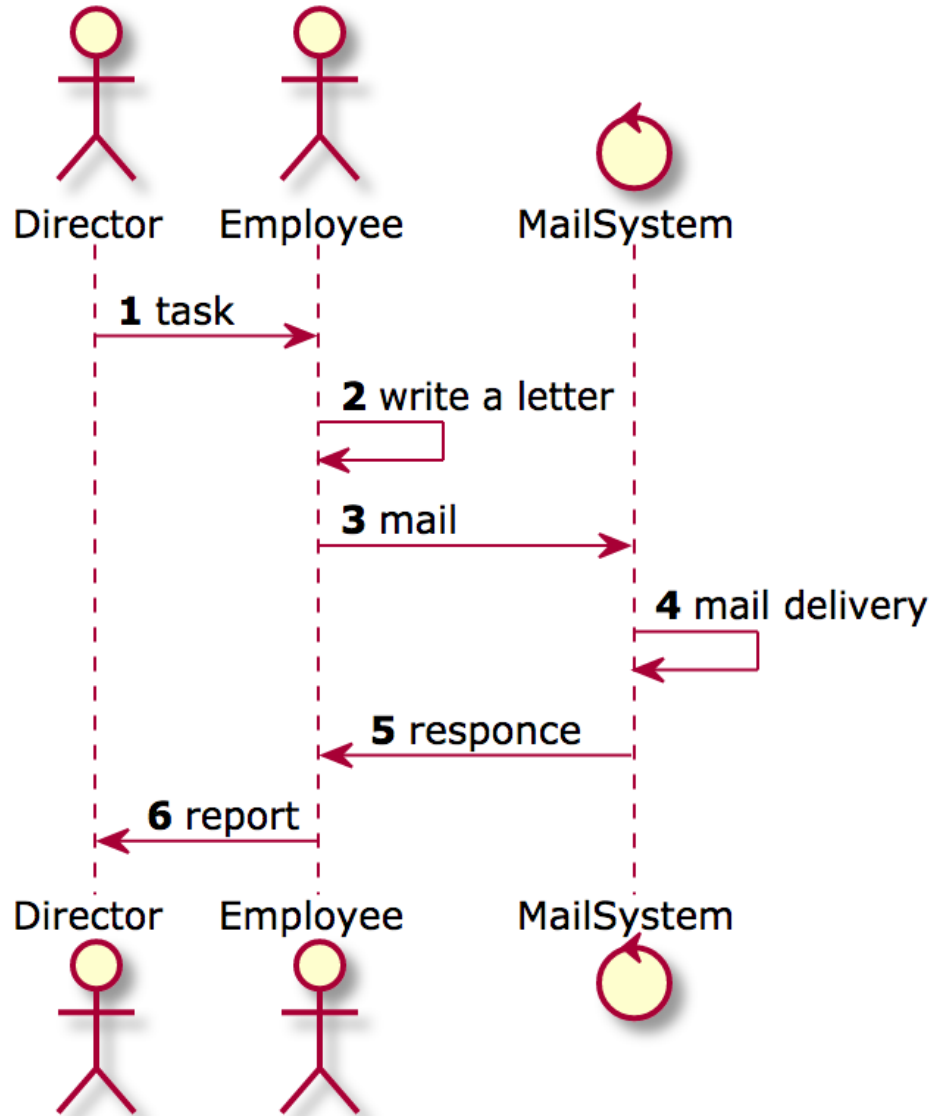 Director Employee MailSystem
1 task
2 write a letter
3 mail
4 mail delivery
5 responce
6 report
Director Employee MailSystem